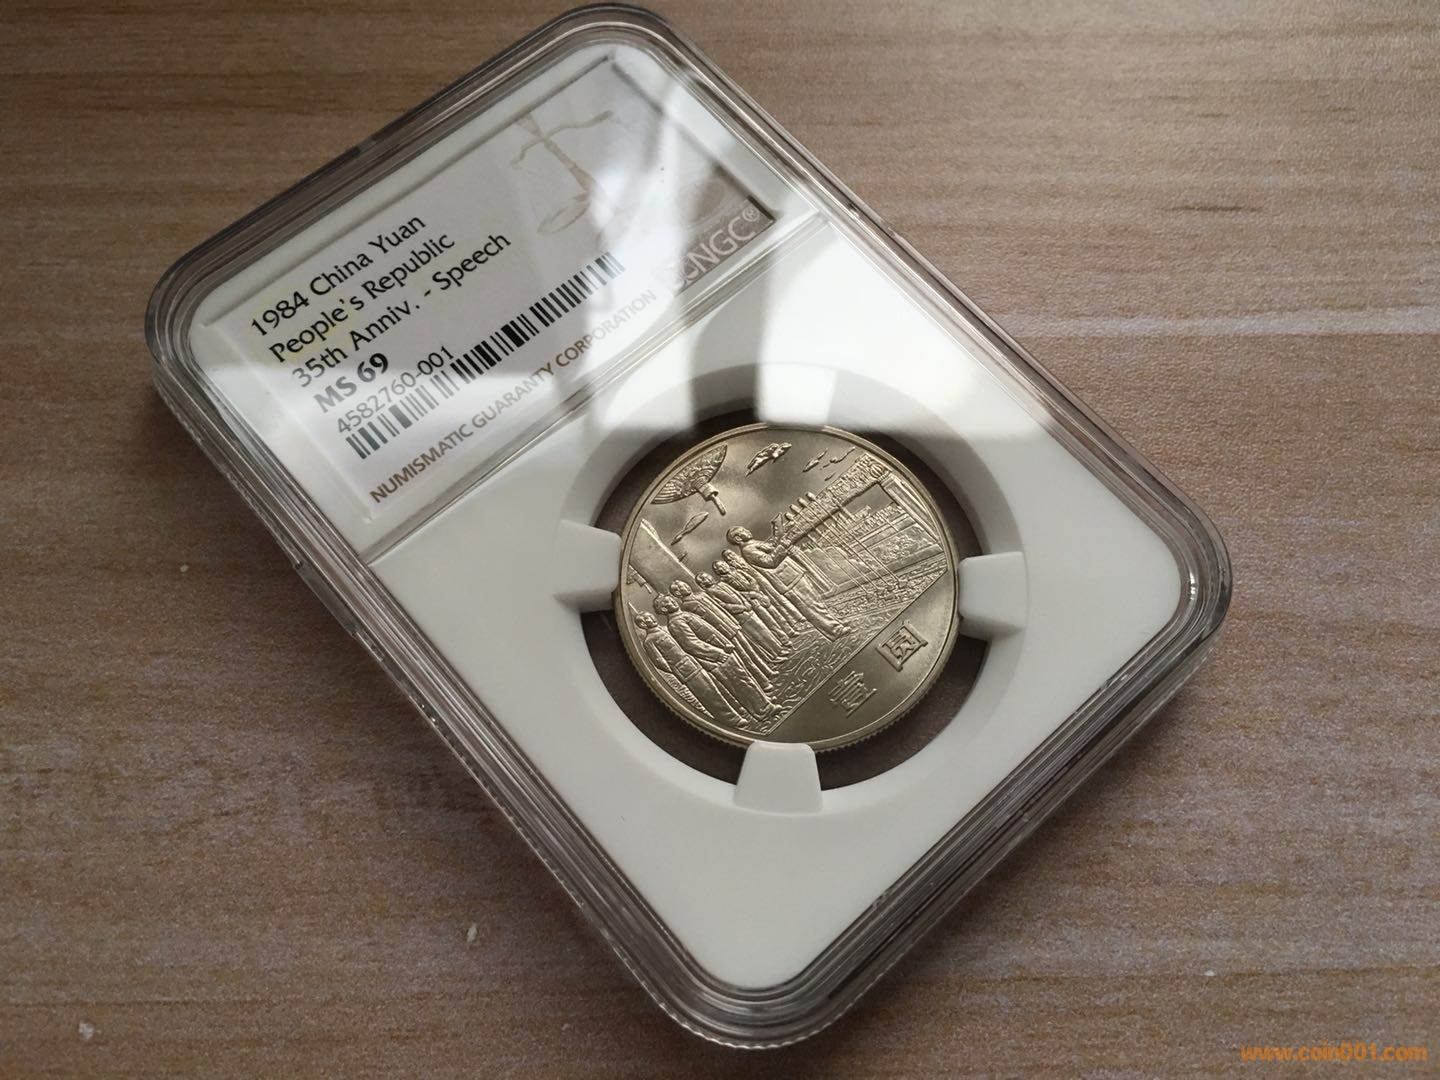 1984 China Yuan
People's Republic
35th Anniv. - Speech
MS 69
4582760-001
NUMISMATIC GUARANTY CORPORATION
NGC®
壹圓
www.coin001.com